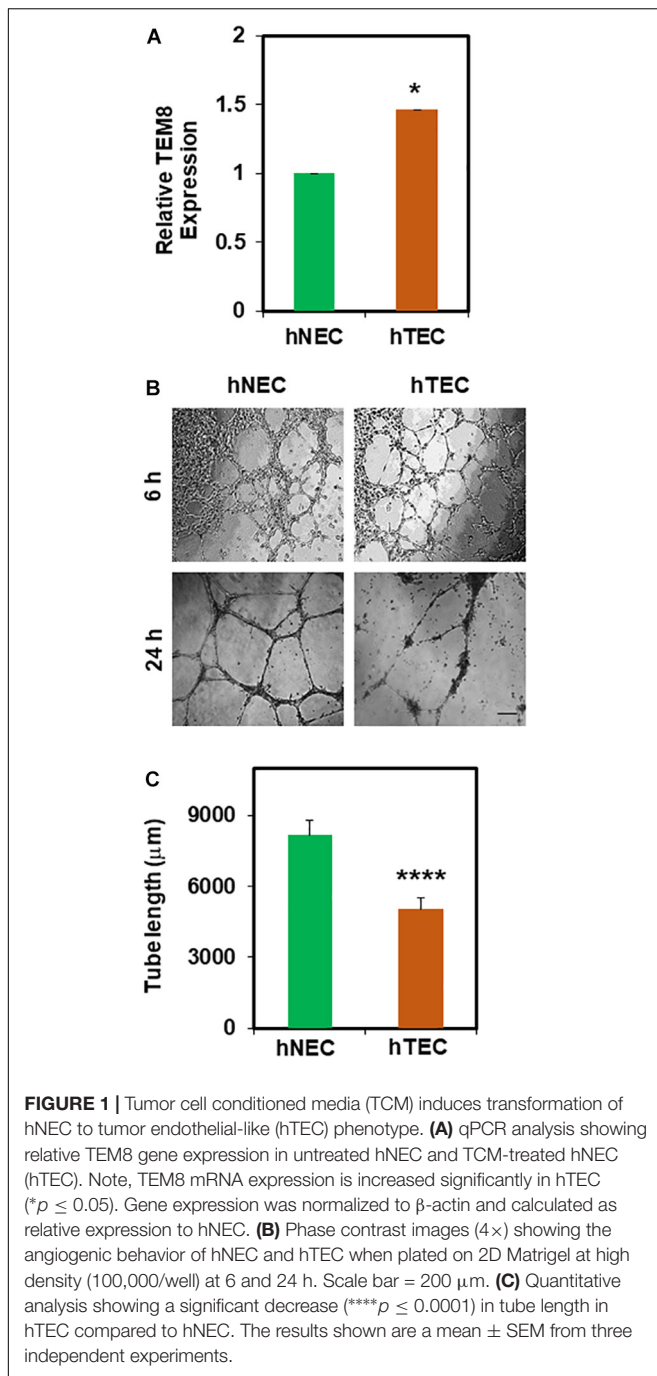 A
Relative TEM8
Expression
2
1.5
1
0.5
0
*
hNEC
hTEC
B
hNEC
hTEC
6 h
24 h
C
Tube length (μm)
9000
6000
3000
0
****
hNEC
hTEC
FIGURE 1 | Tumor cell conditioned media (TCM) induces transformation of
hNEC to tumor endothelial-like (hTEC) phenotype. (A) qPCR analysis showing
relative TEM8 gene expression in untreated hNEC and TCM-treated hNEC
(hTEC). Note, TEM8 mRNA expression is increased significantly in hTEC
(*p ≤ 0.05). Gene expression was normalized to β-actin and calculated as
relative expression to hNEC. (B) Phase contrast images (4×) showing the
angiogenic behavior of hNEC and hTEC when plated on 2D Matrigel at high
density (100,000/well) at 6 and 24 h. Scale bar = 200 μm. (C) Quantitative
analysis showing a significant decrease (****p ≤ 0.0001) in tube length in
hTEC compared to hNEC. The results shown are a mean ± SEM from three
independent experiments.